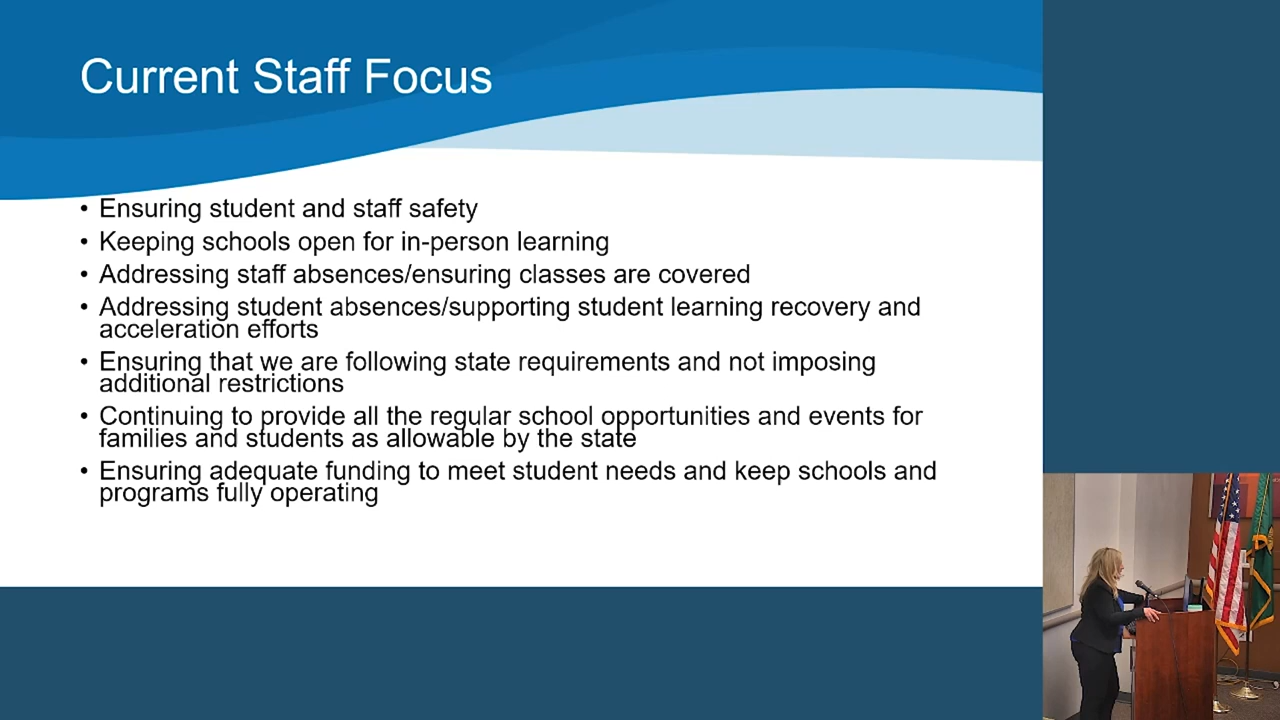 Current Staff Focus
• Ensuring student and staff safety
• Keeping schools open for in-person learning
• Addressing staff absences/ensuring classes are covered
• Addressing student absences/supporting student learning recovery and
acceleration efforts
• Ensuring that we are following state requirements and not imposing
additional restrictions
• Continuing to provide all the regular school opportunities and events for
families and students as allowable by the state
• Ensuring adequate funding to meet student needs and keep schools and
programs fully operating